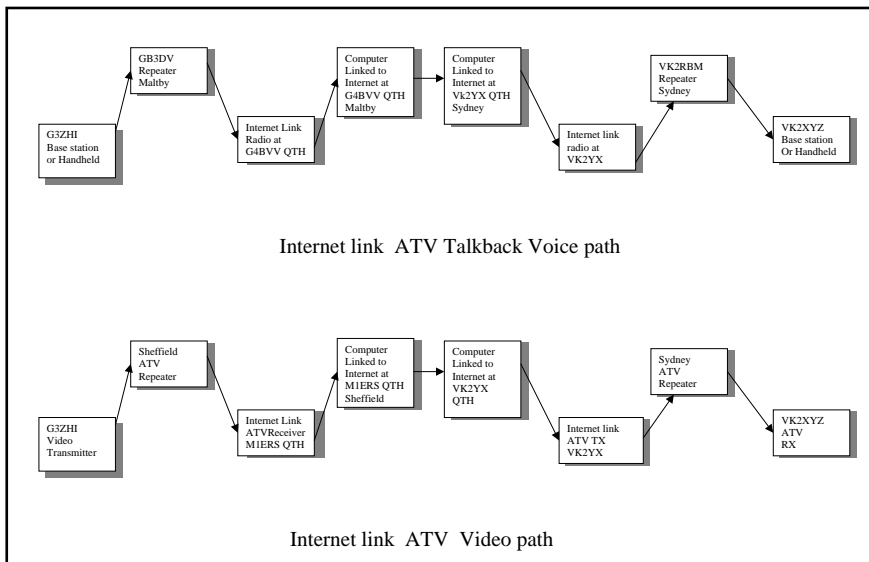 GB3DV
Repeater
Maltby
Computer
Linked to
Internet at
G4BVV QTH
Maltby
Computer
Linked to
Internet at
Vk2YX QTH
Sydney
VK2RBM
Repeater
Sydney
G3ZHI
Base station
or Handheld
Internet Link
Radio at
G4BVV QTH
Internet link
radio at
VK2YX
VK2XYZ
Base station
Or Handheld
Internet link ATV Talkback Voice path
Sheffield
ATV
Repeater
Computer
Linked to
Internet at
M1ERS QTH
Sheffield
Computer
Linked to
Internet at
VK2YX
QTH
Sydney
ATV
Repeater
G3ZHI
Video
Transmitter
Internet Link
ATVReceiver
M1ERS QTH
Internet link
ATV TX
VK2YX
VK2XYZ
ATV
RX
Internet link ATV Video path